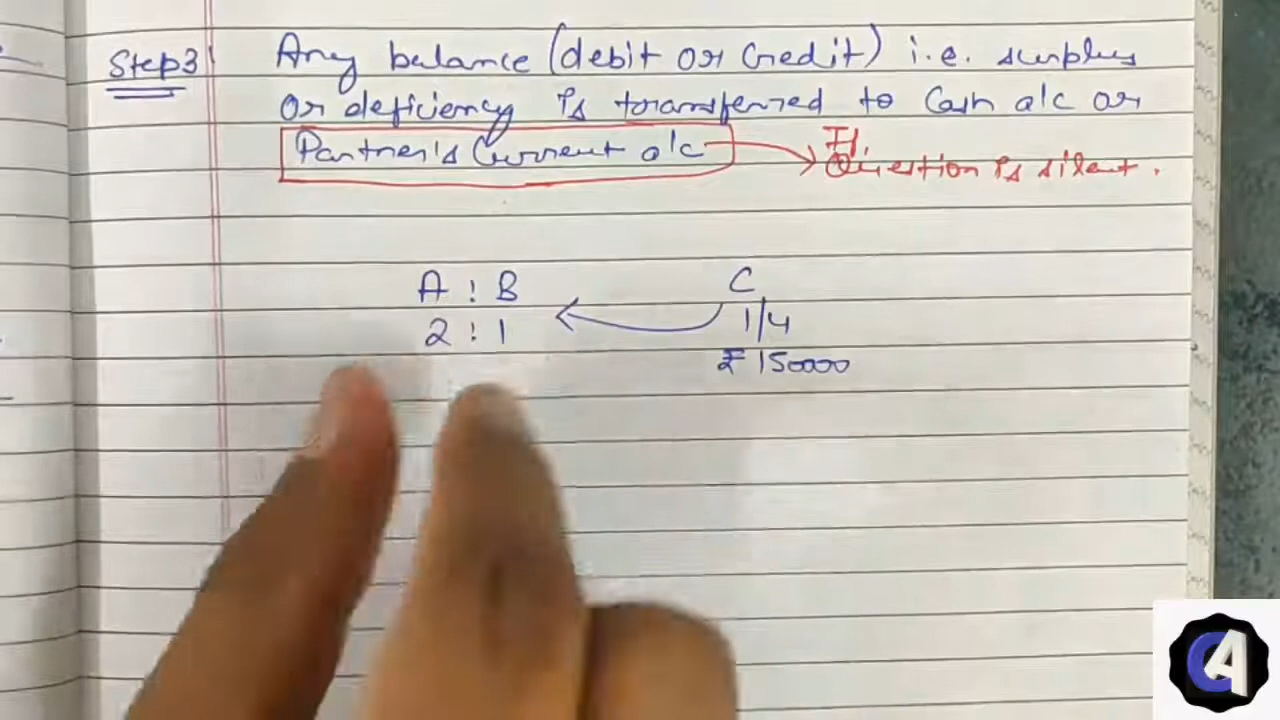 Step3 Any balance (debit or Credit) i.e. surplus
or deficiency is transferred to Cash a/c or
Partner's Current a/c If
Question is silent.
A : B C
2 : 1 1/4
₹ 150000
CA